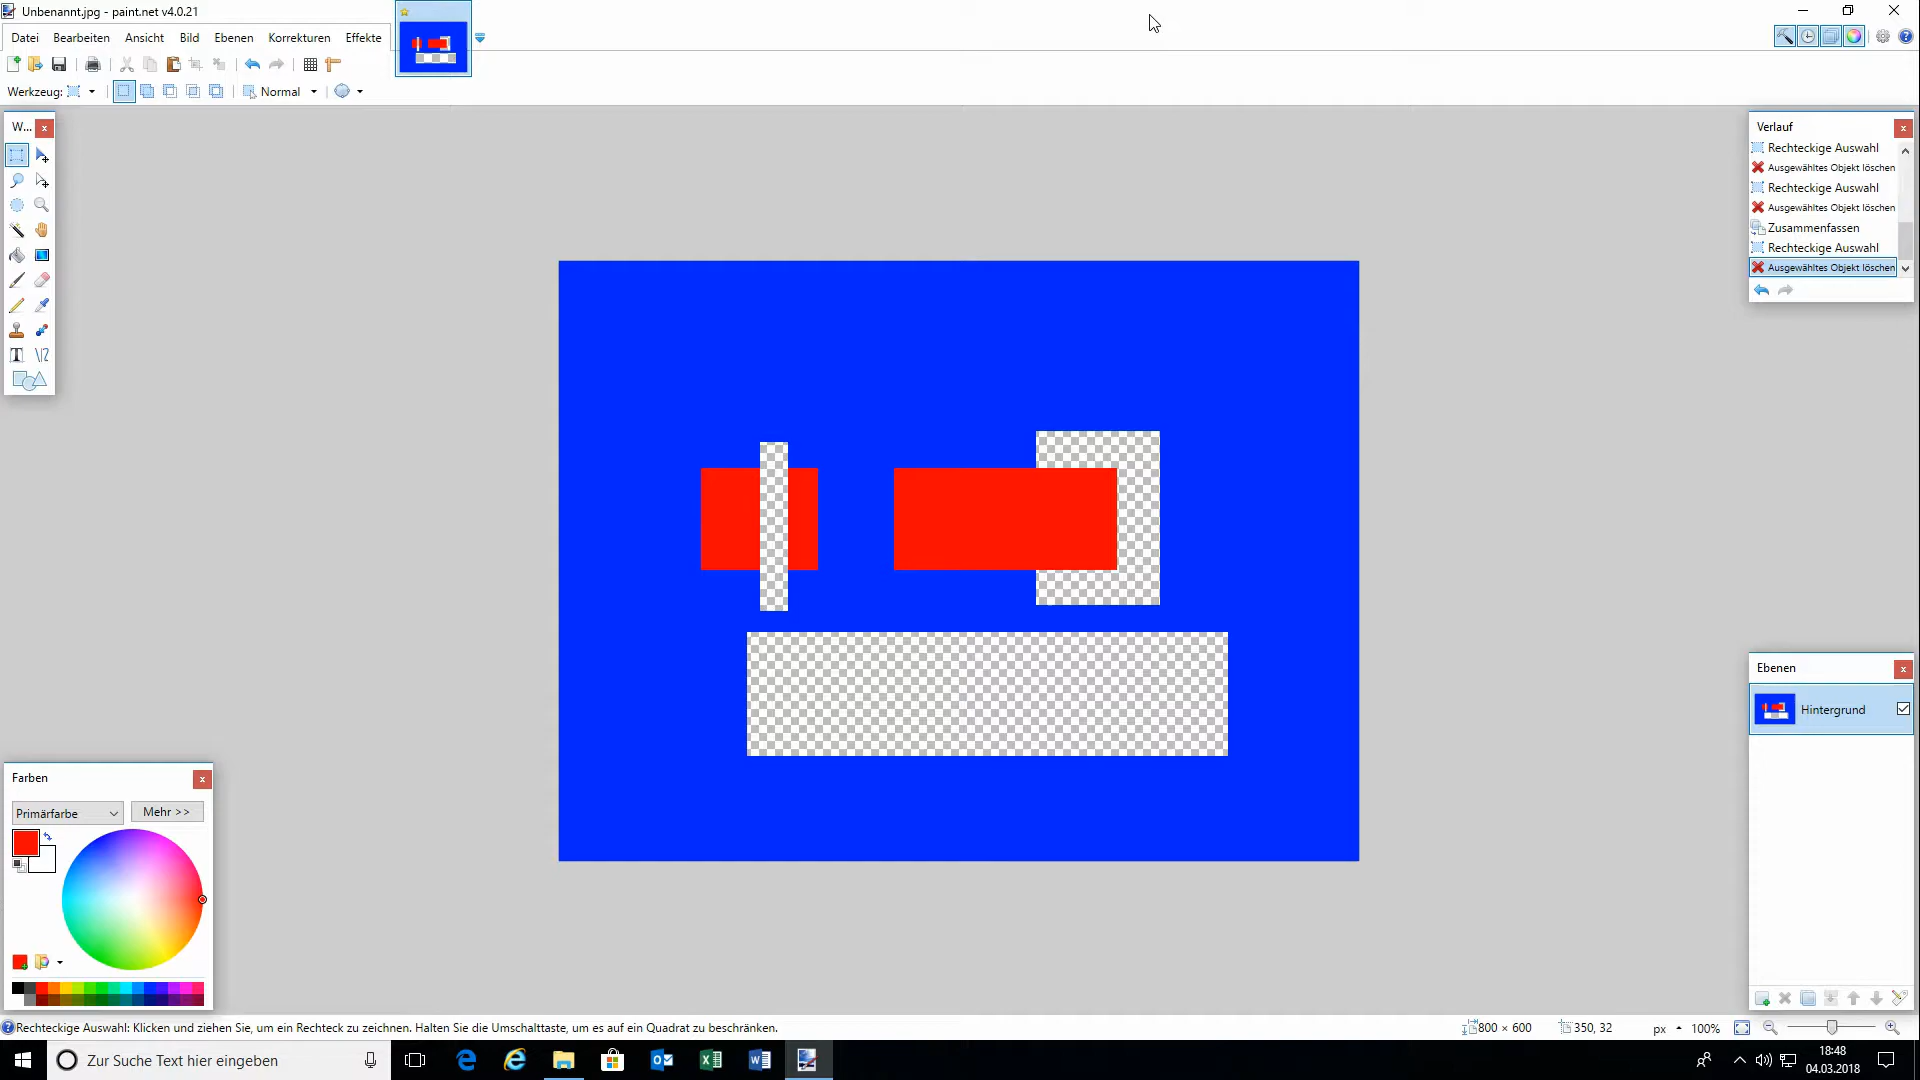 Unbenannt.jpg - paint.net v4.0.21
Datei Bearbeiten Ansicht Bild Ebenen Korrekturen Effekte
Werkzeug: Normal
W...
Verlauf
Rechteckige Auswahl
Ausgewähltes Objekt löschen
Rechteckige Auswahl
Ausgewähltes Objekt löschen
Zusammenfassen
Rechteckige Auswahl
Ausgewähltes Objekt löschen
Ebenen
Hintergrund
Farben
Primärfarbe Mehr >>
Rechteckige Auswahl: Klicken und ziehen Sie, um ein Rechteck zu zeichnen. Halten Sie die Umschalttaste, um es auf ein Quadrat zu beschränken.
800 × 600 350, 32 px 100%
Zur Suche Text hier eingeben
18:48
04.03.2018